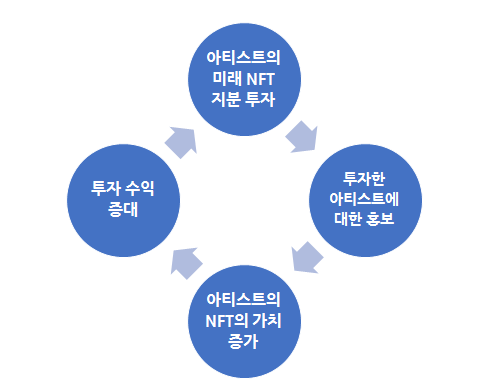 아티스트의
미래 NFT
지분 투자
투자한
아티스트에
대한 홍보
아티스트의
NFT의 가치
증가
투자 수익
증대